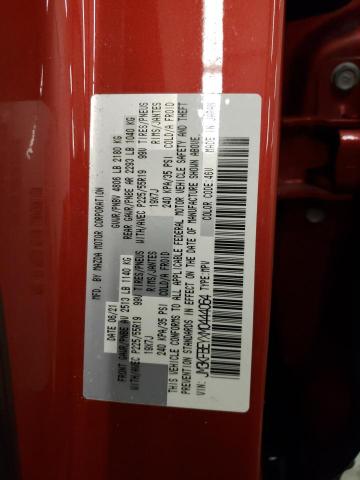 MFD. BY MAZDA MOTOR CORPORATION
DATE 06/21 GVWR/PNBV 4806 LB 2180 KG
FRONT GAWR/PNBE AV 2513 LB 1140 KG REAR GAWR/PNBE AR 2293 LB 1040 KG
WITH/AVEC P225/55R19 99V TIRES/PNEUS WITH/AVEC P225/55R19 99V TIRES/PNEUS
19X7J RIMS/JANTES 19X7J RIMS/JANTES
240 KPA/35 PSI COLD/A FROID 240 KPA/35 PSI COLD/A FROID
THIS VEHICLE CONFORMS TO ALL APPLICABLE FEDERAL MOTOR VEHICLE SAFETY AND THEFT
PREVENTION STANDARDS IN EFFECT ON THE DATE OF MANUFACTURE SHOWN ABOVE.
VIN: TYPE: MPV COLOR CODE: 46V MADE IN JAPAN